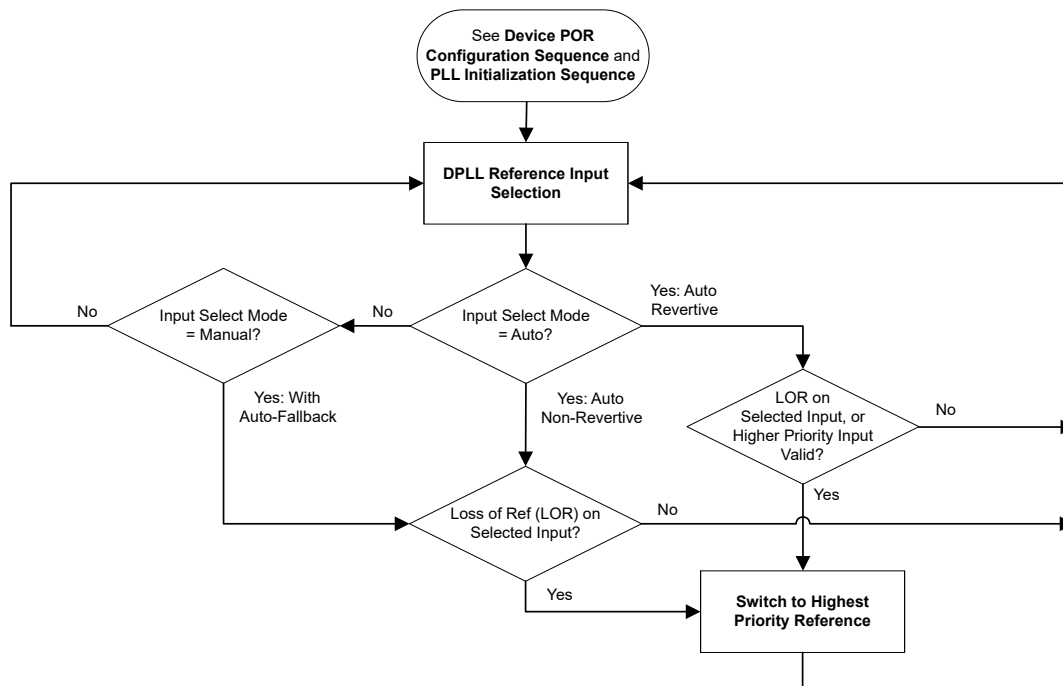 See Device POR
Configuration Sequence and
PLL Initialization Sequence
DPLL Reference Input
Selection
No
Input Select Mode
= Manual?
No
Input Select Mode
= Auto?
Yes: Auto
Revertive
Yes: With
Auto-Fallback
Yes: Auto
Non-Revertive
LOR on
Selected Input, or
Higher Priority Input
Valid?
No
Yes
Loss of Ref (LOR) on
Selected Input?
No
Yes
Switch to Highest
Priority Reference